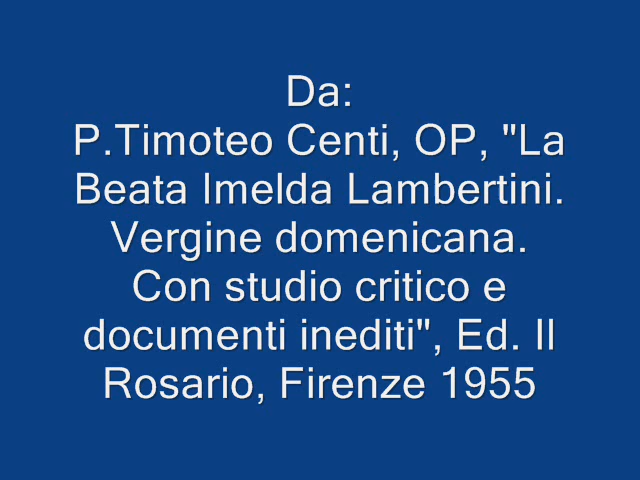 Da:
P.Timoteo Centi, OP, "La
Beata Imelda Lambertini.
Vergine domenicana.
Con studio critico e
documenti inediti", Ed. Il
Rosario, Firenze 1955